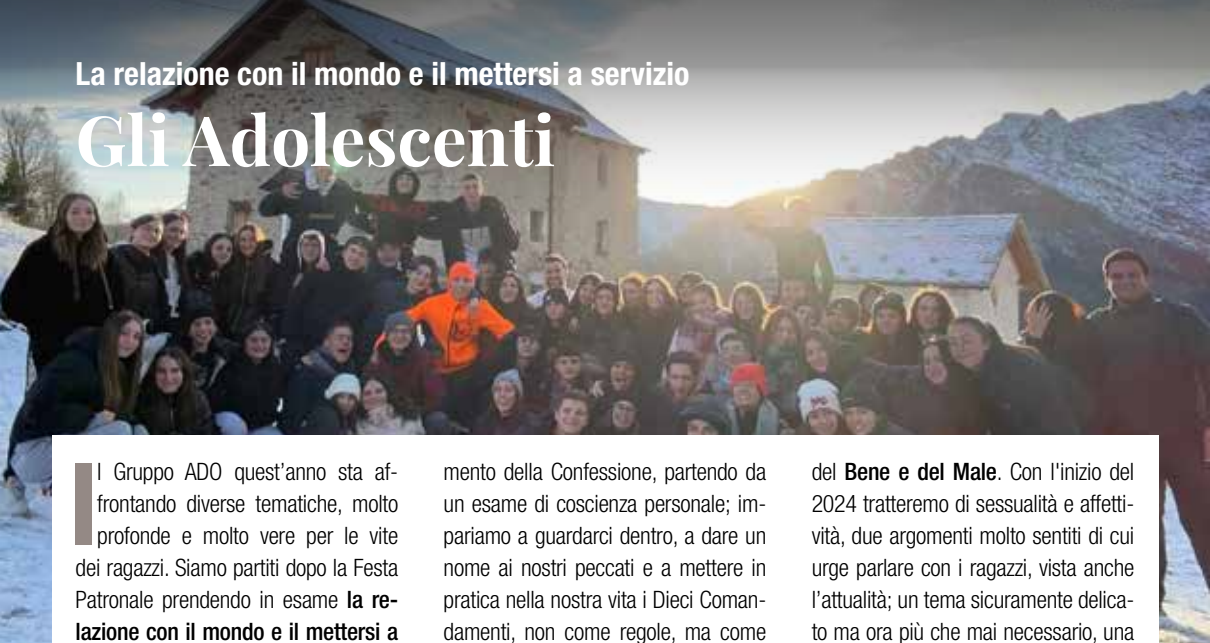 La relazione con il mondo e il mettersi a servizio
Gli Adolescenti
Il Gruppo ADO quest'anno sta af-
frontando diverse tematiche, molto
profonde e molto vere per le vite
dei ragazzi. Siamo partiti dopo la Festa
Patronale prendendo in esame la re-
lazione con il mondo e il mettersi a
mento della Confessione, partendo da
un esame di coscienza personale; im-
pariamo a guardarci dentro, a dare un
nome ai nostri peccati e a mettere in
pratica nella nostra vita i Dieci Coman-
damenti, non come regole, ma come
del Bene e del Male. Con l'inizio del
2024 tratteremo di sessualità e affetti-
vità, due argomenti molto sentiti di cui
urge parlare con i ragazzi, vista anche
l'attualità; un tema sicuramente delica-
to ma ora più che mai necessario, una